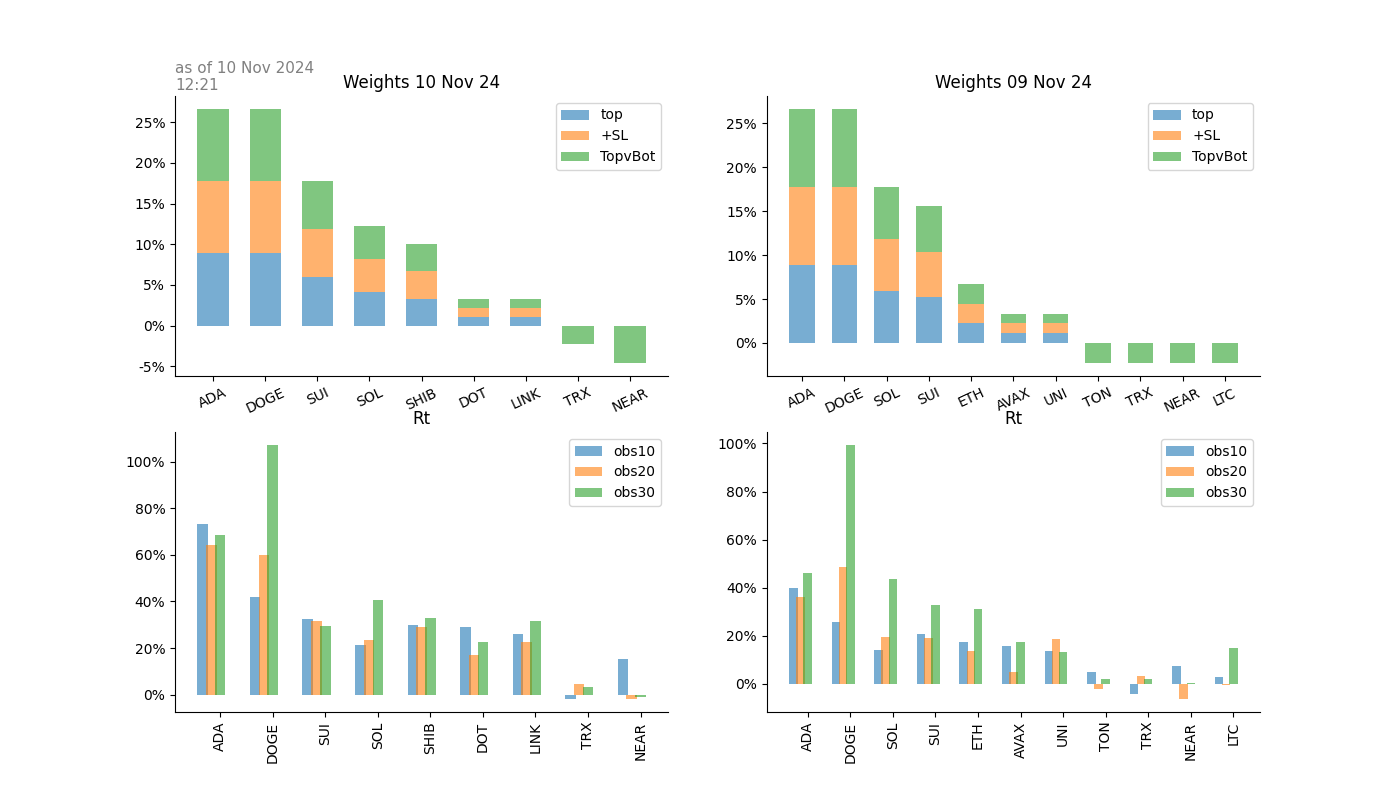 as of 10 Nov 2024
12:21
Weights 10 Nov 24
25%
20%
15%
10%
5%
0%
-5%
top
+SL
TopvBot
ADA DOGE SUI SOL SHIB DOT LINK TRX NEAR
Weights 09 Nov 24
25%
20%
15%
10%
5%
0%
top
+SL
TopvBot
ADA DOGE SOL SUI ETH AVAX UNI TON TRX NEAR LTC
Rt
100%
80%
60%
40%
20%
0%
obs10
obs20
obs30
ADA DOGE SUI SOL SHIB DOT LINK TRX NEAR
Rt
100%
80%
60%
40%
20%
0%
obs10
obs20
obs30
ADA DOGE SOL SUI ETH AVAX UNI TON TRX NEAR LTC